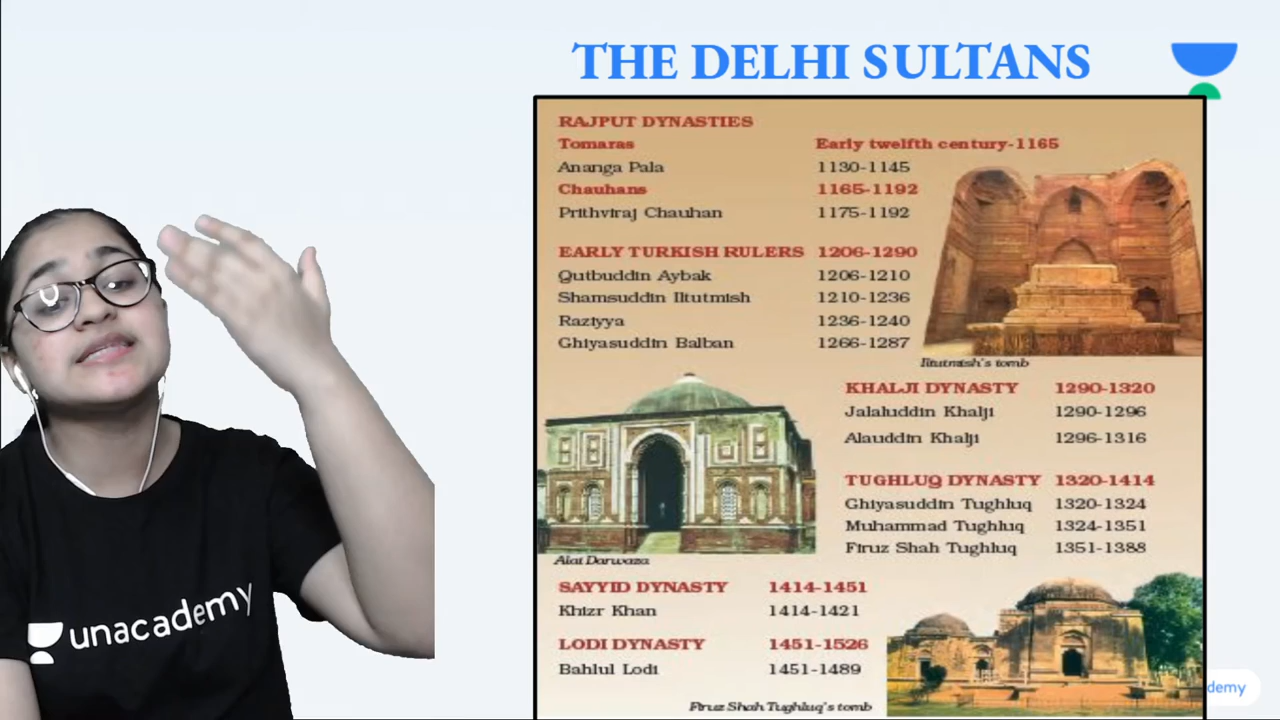 THE DELHI SULTANS
RAJPUT DYNASTIES
Tomaras Early twelfth century-1165
Ananga Pala 1130-1145
Chauhans 1165-1192
Prithviraj Chauhan 1175-1192
EARLY TURKISH RULERS 1206-1290
Qutbuddin Aybak 1206-1210
Shamsuddin Iltutmish 1210-1236
Raziyya 1236-1240
Ghiyasuddin Balban 1266-1287
Iltutmish's tomb
KHALJI DYNASTY 1290-1320
Jalaluddin Khalji 1290-1296
Alauddin Khalji 1296-1316
TUGHLUQ DYNASTY 1320-1414
Ghiyasuddin Tughluq 1320-1324
Muhammad Tughluq 1324-1351
Firuz Shah Tughluq 1351-1388
Alai Darwaza
SAYYID DYNASTY 1414-1451
Khizr Khan 1414-1421
LODI DYNASTY 1451-1526
Bahlul Lodi 1451-1489
Firuz Shah Tughluq's tomb
unacademy
demy